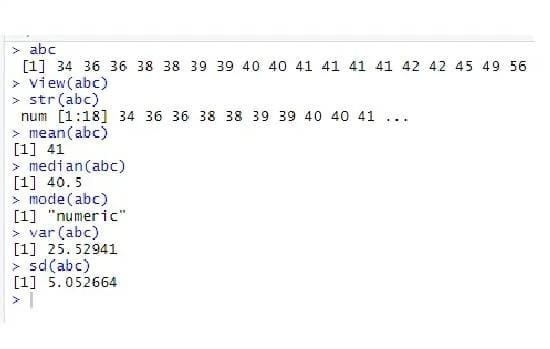 > abc
[1] 34 36 36 38 38 39 39 40 40 41 41 41 41 42 42 45 49 56
> View(abc)
> str(abc)
num [1:18] 34 36 36 38 38 39 39 40 40 41 ...
> mean(abc)
[1] 41
> median(abc)
[1] 40.5
> mode(abc)
[1] "numeric"
> var(abc)
[1] 25.52941
> sd(abc)
[1] 5.052664
>